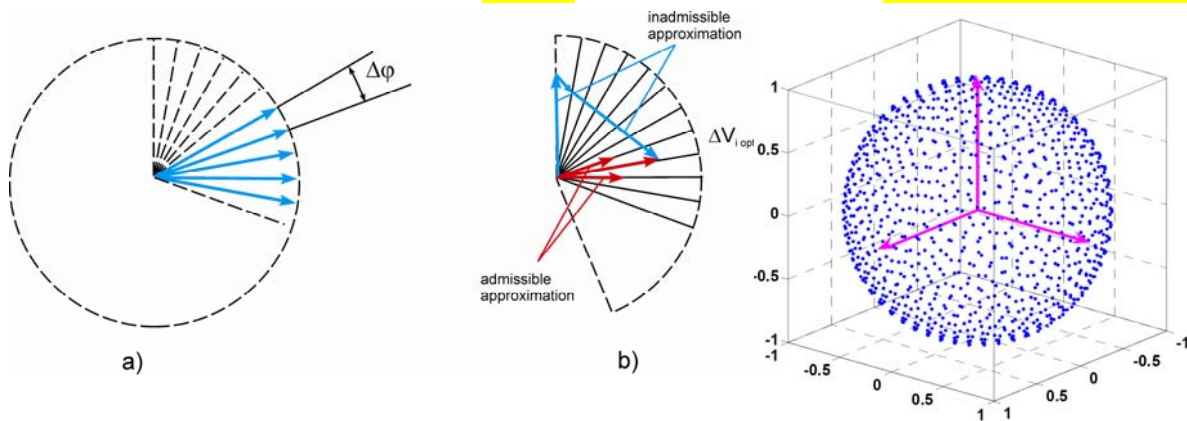 Δφ
a)
inadmissible
approximation
ΔV i opt
admissible
approximation
b)
1
0.5
0
-0.5
-1
-1
-0.5
0
0.5
1
1
0.5
0
-0.5
-1